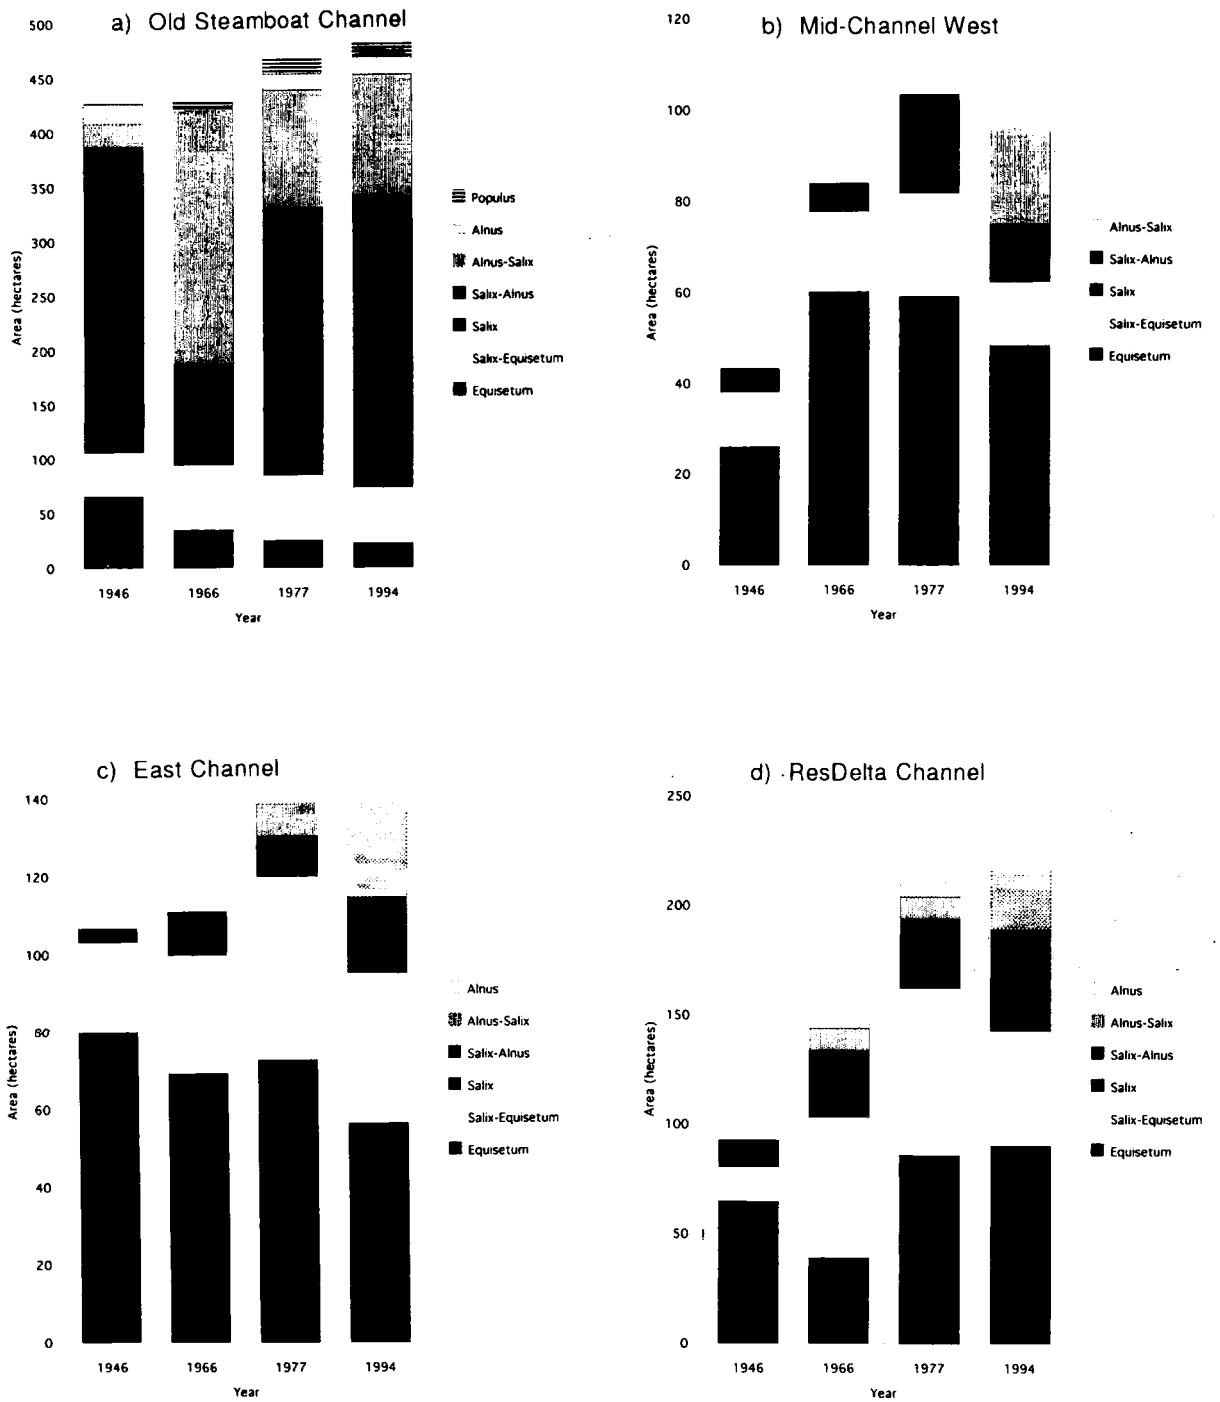 a) Old Steamboat Channel
500
450
400
350
300
250
200
150
100
50
0
Area (hectares)
1946 1966 1977 1994
Year
Populus
Alnus
Alnus-Salix
Salix-Alnus
Salix
Salix-Equisetum
Equisetum
b) Mid-Channel West
120
100
80
60
40
20
0
Area (hectares)
1946 1966 1977 1994
Year
Alnus-Salix
Salix-Alnus
Salix
Salix-Equisetum
Equisetum
c) East Channel
140
120
100
80
60
40
20
0
Area (hectares)
1946 1966 1977 1994
Year
Alnus
Alnus-Salix
Salix-Alnus
Salix
Salix-Equisetum
Equisetum
d) ResDelta Channel
250
200
150
100
50
0
Area (hectares)
1946 1966 1977 1994
Year
Alnus
Alnus-Salix
Salix-Alnus
Salix
Salix-Equisetum
Equisetum